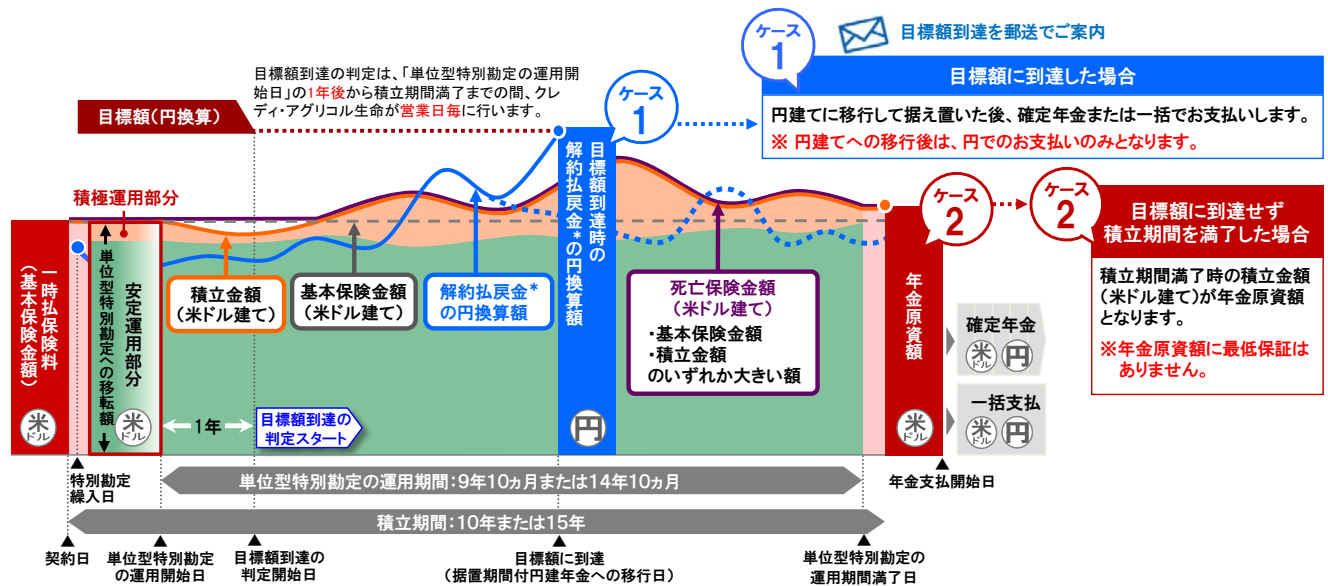 ケース
1
目標額到達を郵送でご案内
目標額に到達した場合
円建てに移行して据え置いた後、確定年金または一括でお支払いします。
※ 円建てへの移行後は、円でのお支払いのみとなります。
目標額到達の判定は、「単位型特別勘定の運用開
始日」の1年後から積立期間満了までの間、クレ
ディ・アグリコル生命が営業日毎に行います。
目標額(円換算)
ケース
1
積極運用部分
ケース
2
ケース
2
目標額に到達せず
積立期間を満了した場合
積立期間満了時の積立金額
(米ドル建て)が年金原資額
となります。
※年金原資額に最低保証は
ありません。
一時払保険料
(基本保険金額)
米
ドル
単位型特別勘定への移転額
安定運用部分
米
ドル
積立金額
(米ドル建て)
基本保険金額
(米ドル建て)
解約払戻金*
の円換算額
目標額到達時の
解約払戻金*の円換算額
円
死亡保険金額
(米ドル建て)
・基本保険金額
・積立金額
のいずれか大きい額
年金原資額
米
ドル
確定年金
米
ドル
円
一括支払
米
ドル
円
1年
目標額到達の
判定スタート
特別勘定
繰入日
単位型特別勘定の運用期間:9年10ヵ月または14年10ヵ月
年金支払開始日
積立期間:10年または15年
契約日
単位型特別勘定
の運用開始日
目標額到達の
判定開始日
目標額に到達
(据置期間付円建年金への移行日)
単位型特別勘定の
運用期間満了日